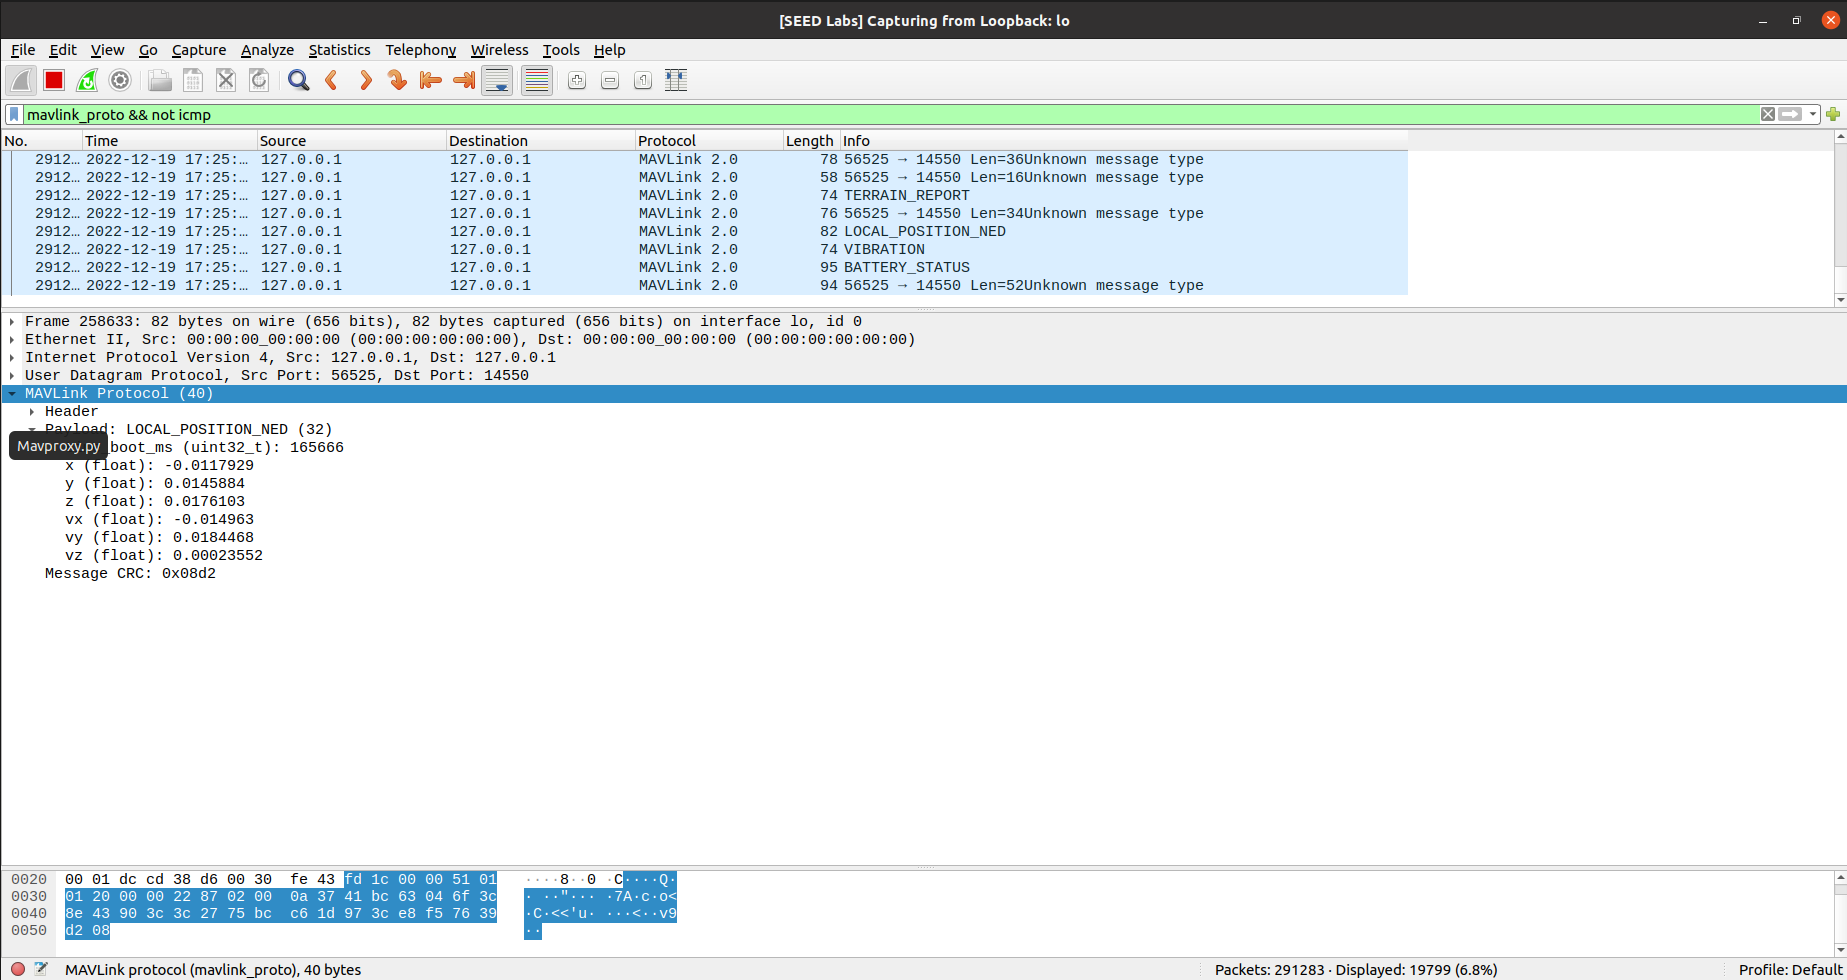 [SEED Labs] Capturing from Loopback: lo
File Edit View Go Capture Analyze Statistics Telephony Wireless Tools Help
mavlink_proto && not icmp
No. Time Source Destination Protocol Length Info
2912… 2022-12-19 17:25:… 127.0.0.1 127.0.0.1 MAVLink 2.0 78 56525 → 14550 Len=36Unknown message type
2912… 2022-12-19 17:25:… 127.0.0.1 127.0.0.1 MAVLink 2.0 58 56525 → 14550 Len=16Unknown message type
2912… 2022-12-19 17:25:… 127.0.0.1 127.0.0.1 MAVLink 2.0 74 TERRAIN_REPORT
2912… 2022-12-19 17:25:… 127.0.0.1 127.0.0.1 MAVLink 2.0 76 56525 → 14550 Len=34Unknown message type
2912… 2022-12-19 17:25:… 127.0.0.1 127.0.0.1 MAVLink 2.0 82 LOCAL_POSITION_NED
2912… 2022-12-19 17:25:… 127.0.0.1 127.0.0.1 MAVLink 2.0 74 VIBRATION
2912… 2022-12-19 17:25:… 127.0.0.1 127.0.0.1 MAVLink 2.0 95 BATTERY_STATUS
2912… 2022-12-19 17:25:… 127.0.0.1 127.0.0.1 MAVLink 2.0 94 56525 → 14550 Len=52Unknown message type
Frame 258633: 82 bytes on wire (656 bits), 82 bytes captured (656 bits) on interface lo, id 0
Ethernet II, Src: 00:00:00_00:00:00 (00:00:00:00:00:00), Dst: 00:00:00_00:00:00 (00:00:00:00:00:00)
Internet Protocol Version 4, Src: 127.0.0.1, Dst: 127.0.0.1
User Datagram Protocol, Src Port: 56525, Dst Port: 14550
MAVLink Protocol (40)
Header
Payload: LOCAL_POSITION_NED (32)
Mavproxy.py
_boot_ms (uint32_t): 165666
x (float): -0.0117929
y (float): 0.0145884
z (float): 0.0176103
vx (float): -0.014963
vy (float): 0.0184468
vz (float): 0.00023552
Message CRC: 0x08d2
0020 00 01 dc cd 38 d6 00 30 fe 43 fd 1c 00 00 51 01 ····8··0 ·C····Q·
0030 01 20 00 00 22 87 02 00 0a 37 41 bc 63 04 6f 3c · ··"··· ·7A·c·o<
0040 8e 43 90 3c 3c 27 75 bc c6 1d 97 3c e8 f5 76 39 ·C·<<'u· ···<··v9
0050 d2 08 ··
MAVLink protocol (mavlink_proto), 40 bytes
Packets: 291283 · Displayed: 19799 (6.8%)
Profile: Default